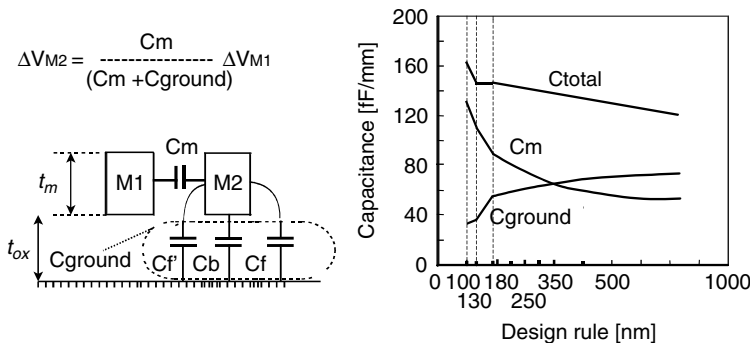 Cm
ΔVM2 = ΔVM1
(Cm +Cground)
Cm
tm
M1
M2
tox
Cground
Cf'
Cb
Cf
Capacitance [fF/mm]
200
160
120
80
40
0
Ctotal
Cm
Cground
0 100 180 350 500 1000
130 250
Design rule [nm]